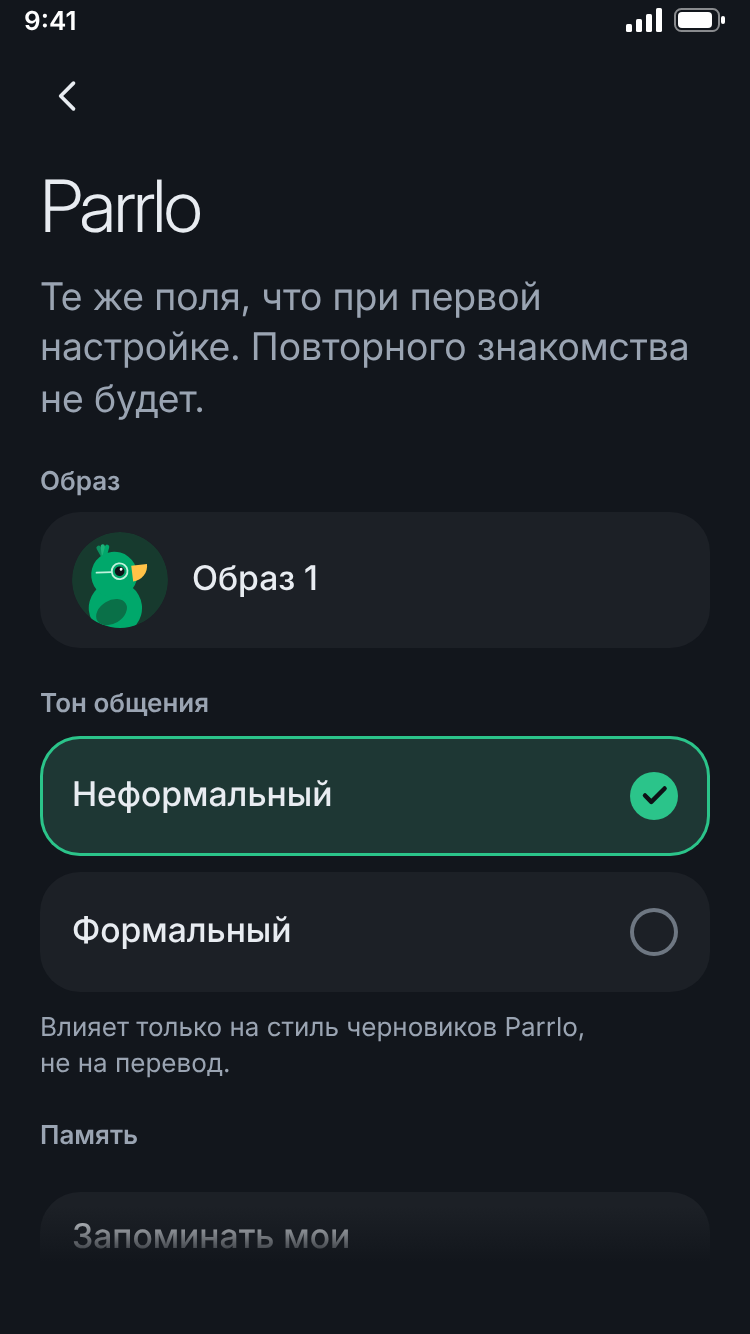 9:41
Parrlo
Те же поля, что при первой
настройке. Повторного знакомства
не будет.
Образ
Образ 1
Тон общения
Неформальный
Формальный
Влияет только на стиль черновиков Parrlo,
не на перевод.
Память
Запоминать мои